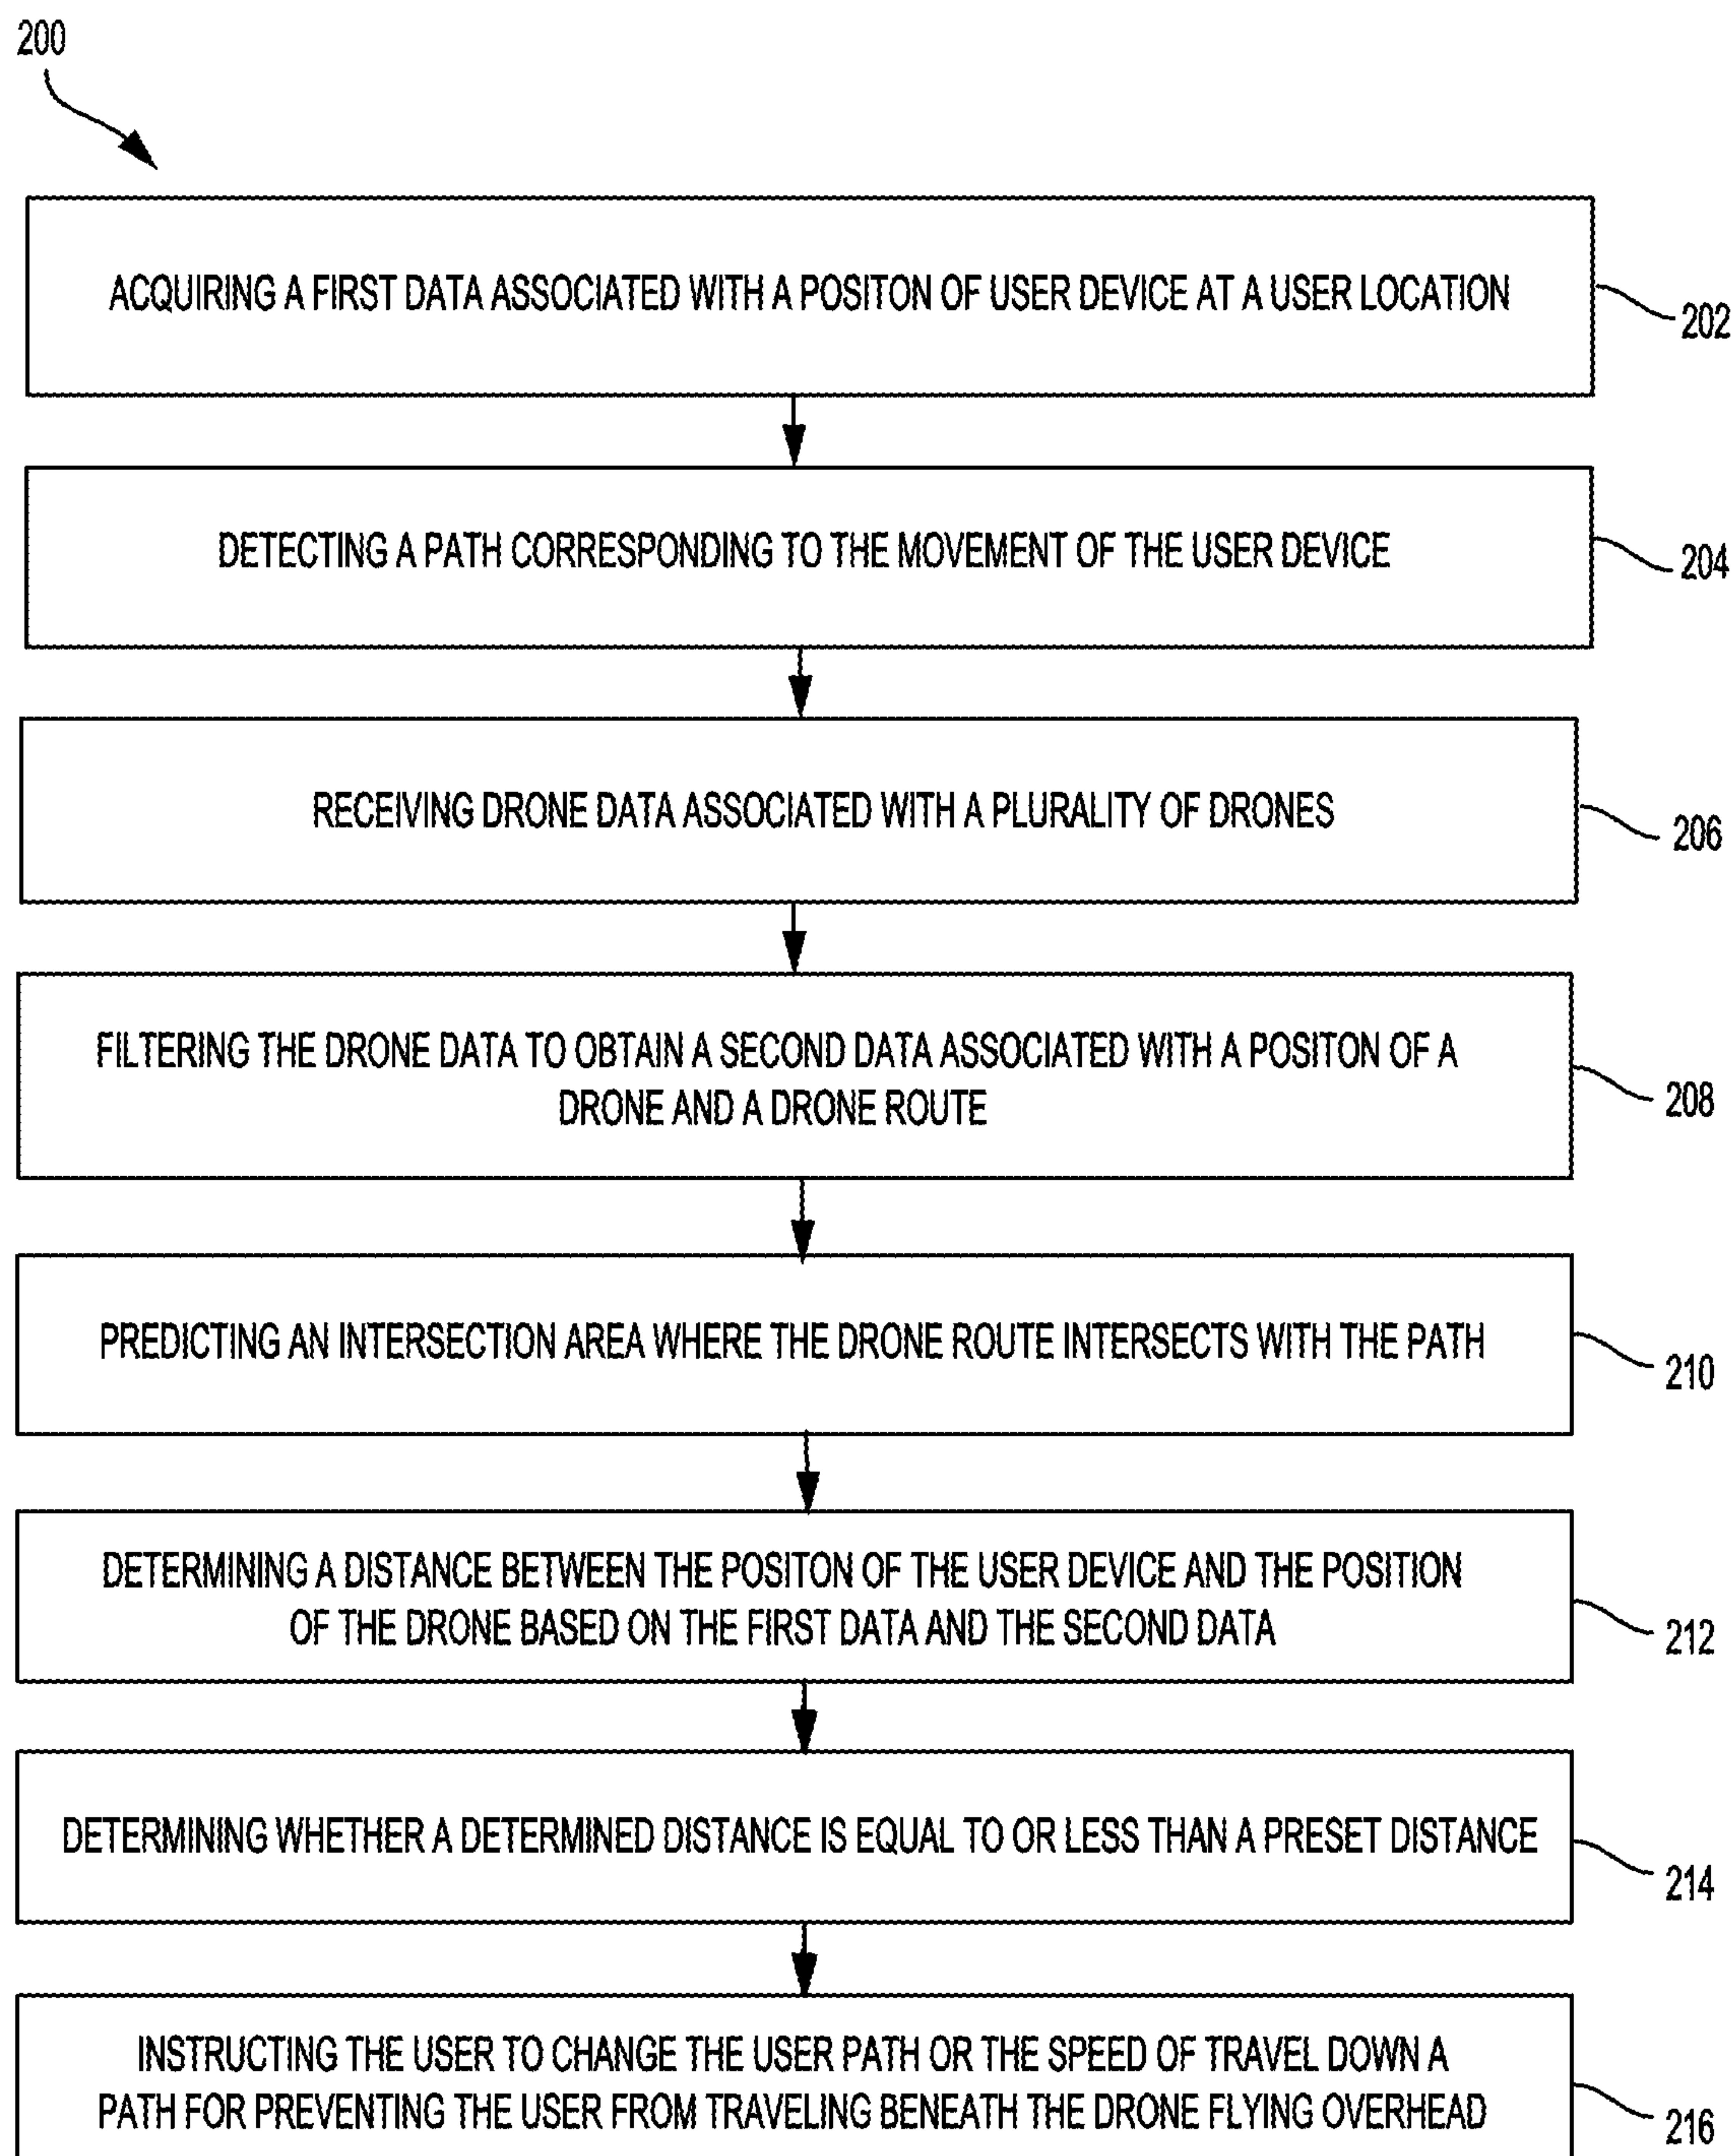 200
ACQUIRING A FIRST DATA ASSOCIATED WITH A POSITON OF USER DEVICE AT A USER LOCATION
202
DETECTING A PATH CORRESPONDING TO THE MOVEMENT OF THE USER DEVICE
204
RECEIVING DRONE DATA ASSOCIATED WITH A PLURALITY OF DRONES
206
FILTERING THE DRONE DATA TO OBTAIN A SECOND DATA ASSOCIATED WITH A POSITON OF A
DRONE AND A DRONE ROUTE
208
PREDICTING AN INTERSECTION AREA WHERE THE DRONE ROUTE INTERSECTS WITH THE PATH
210
DETERMINING A DISTANCE BETWEEN THE POSITON OF THE USER DEVICE AND THE POSITION
OF THE DRONE BASED ON THE FIRST DATA AND THE SECOND DATA
212
DETERMINING WHETHER A DETERMINED DISTANCE IS EQUAL TO OR LESS THAN A PRESET DISTANCE
214
INSTRUCTING THE USER TO CHANGE THE USER PATH OR THE SPEED OF TRAVEL DOWN A
PATH FOR PREVENTING THE USER FROM TRAVELING BENEATH THE DRONE FLYING OVERHEAD
216